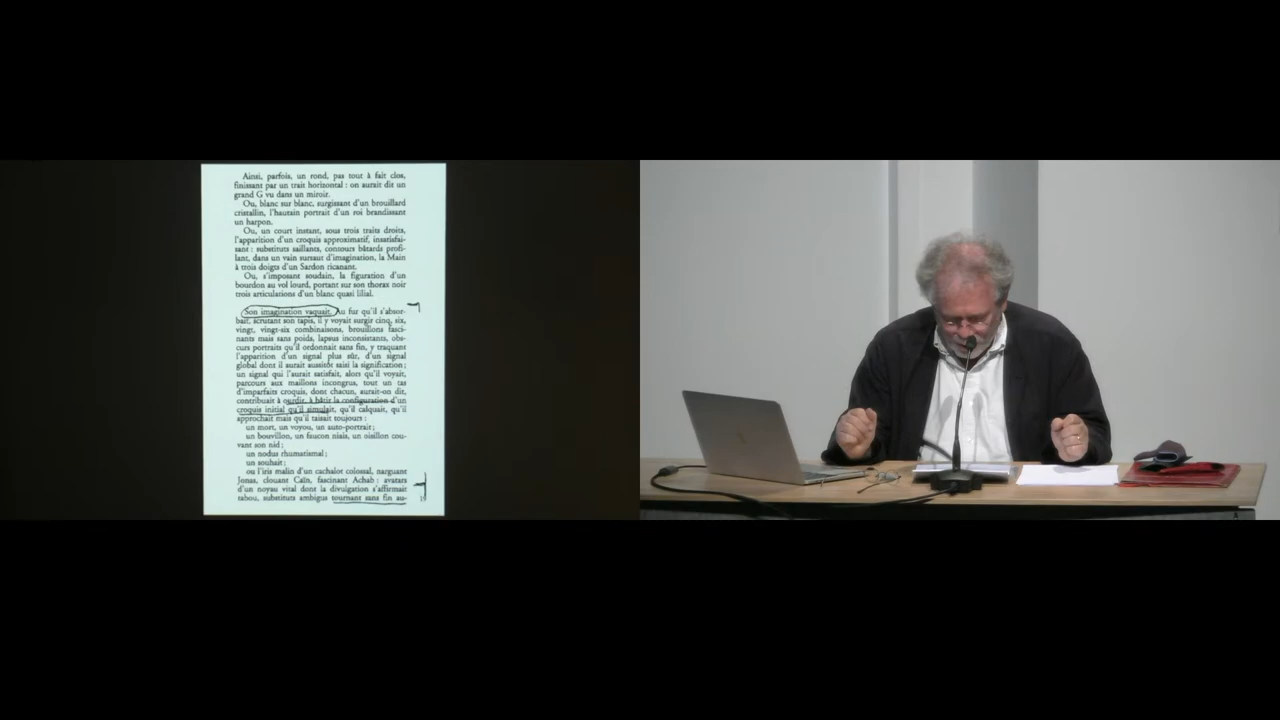 Ainsi, parfois, un rond, pas tout à fait clos,
finissant par un trait horizontal : on aurait dit un
grand G vu dans un miroir.
Ou, blanc sur blanc, surgissant d'un brouillard
cristallin, l'hautain portrait d'un roi brandissant
un harpon.
Ou, un court instant, sous trois traits droits,
l'apparition d'un croquis approximatif, insatisfai-
sant : substituts saillants, contours bâtards profi-
lant, dans un vain sursaut d'imagination, la Main
à trois doigts d'un Sardon ricanant.
Ou, s'imposant soudain, la figuration d'un
bourdon au vol lourd, portant sur son thorax noir
trois articulations d'un blanc quasi lilial.
Son imagination vaquait. Au fur qu'il s'absor-
bait, scrutant son tapis, il y voyait surgir cinq, six,
vingt, vingt-six combinaisons, brouillons fasci-
nants mais sans poids, lapsus inconsistants, obs-
curs portraits qu'il ordonnait sans fin, y traquant
l'apparition d'un signal plus sûr, d'un signal
global dont il aurait aussitôt saisi la signification ;
un signal qui l'aurait satisfait, alors qu'il voyait,
parcours aux maillons incongrus, tout un tas
d'imparfaits croquis, dont chacun, aurait-on dit,
contribuait à ourdir, à bâtir la configuration d'un
croquis initial qu'il simulait, qu'il calquait, qu'il
approchait mais qu'il taisait toujours :
un mort, un voyou, un auto-portrait ;
un bouvillon, un faucon niais, un oisillon cou-
vant son nid ;
un nodus rhumatismal ;
un souhait ;
ou l'iris malin d'un cachalot colossal, narguant
Jonas, clouant Caïn, fascinant Achab : avatars
d'un noyau vital dont la divulgation s'affirmait
tabou, substituts ambigus tournant sans fin au-
19